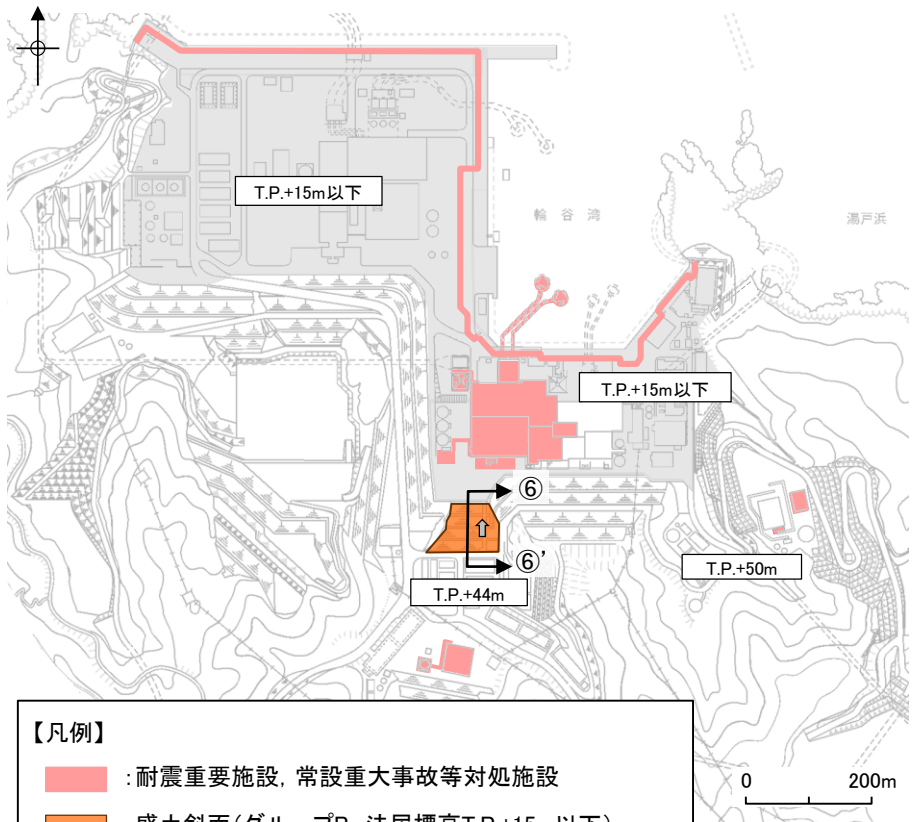 T.P.+15m以下
輪谷湾
湯戸浜
T.P.+15m以下
⑥
⑥'
T.P.+50m
T.P.+44m
【凡例】
:耐震重要施設, 常設重大事故等対処施設
0 200m